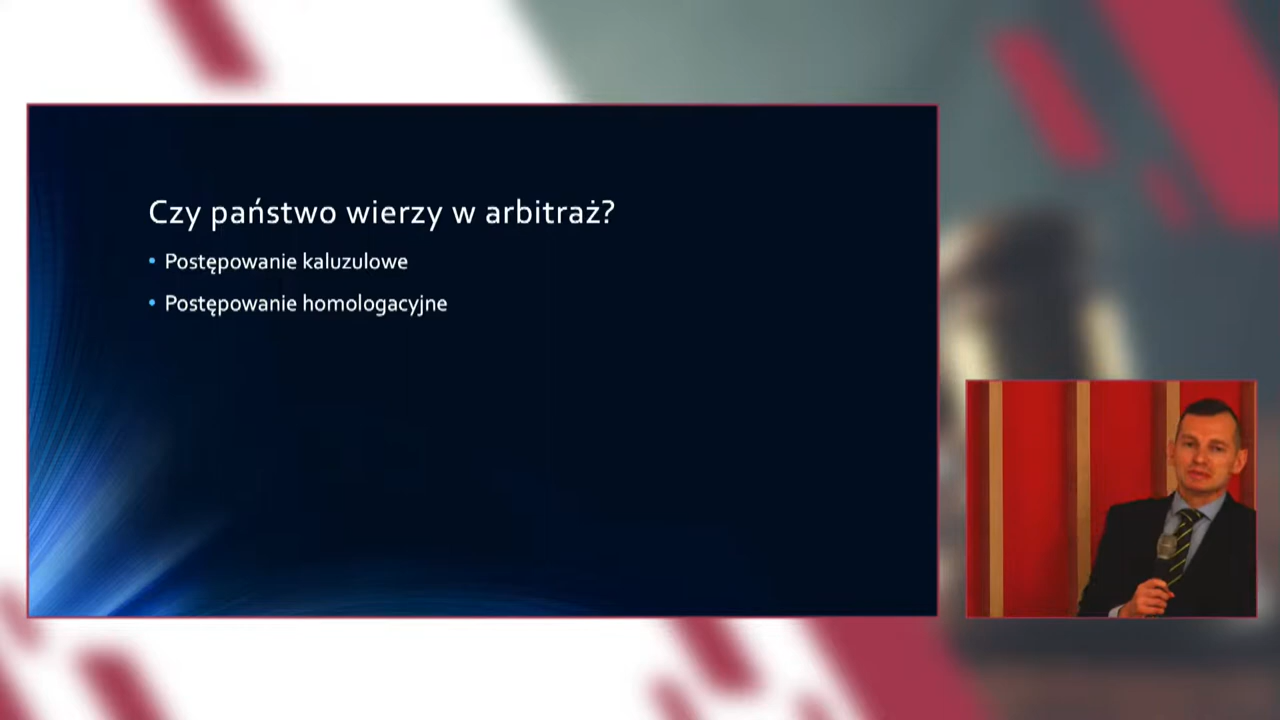 Czy państwo wierzy w arbitraż?
• Postępowanie kaluzulowe
• Postępowanie homologacyjne